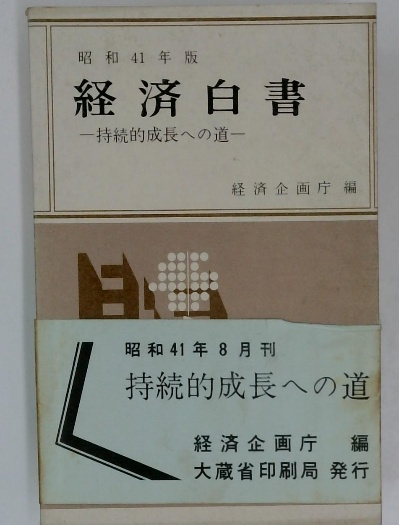 昭和41年版
経済白書
―持続的成長への道―
経済企画庁 編
昭和41年8月刊
持続的成長への道
経済企画庁 編
大蔵省印刷局 発行